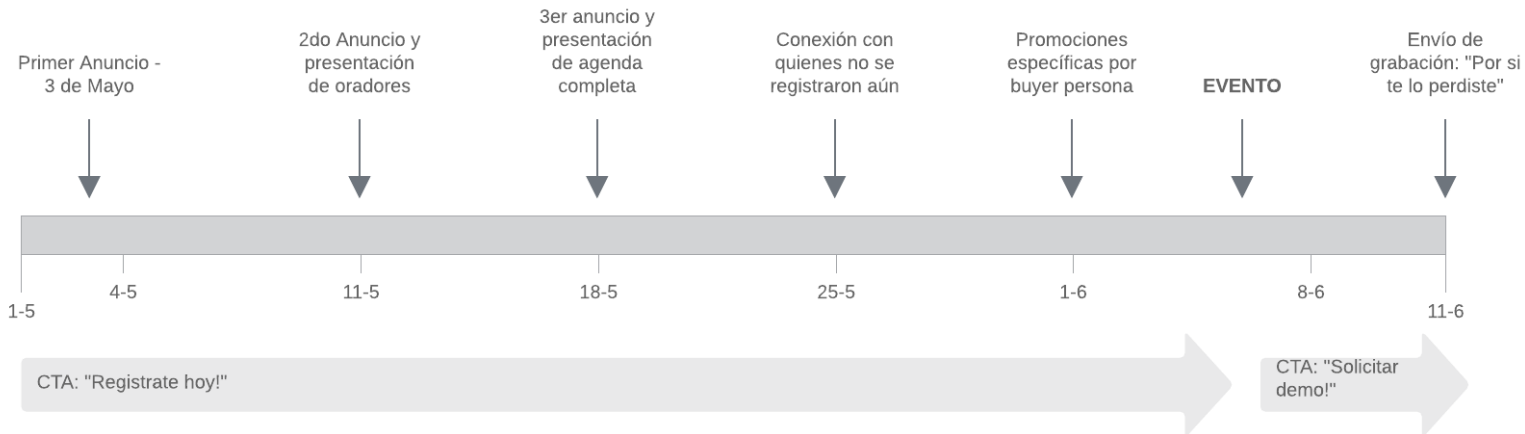 Primer Anuncio -
3 de Mayo
2do Anuncio y
presentación
de oradores
3er anuncio y
presentación
de agenda
completa
Conexión con
quienes no se
registraron aún
Promociones
específicas por
buyer persona
EVENTO
Envío de
grabación: "Por si
te lo perdiste"
1-5
4-5
11-5
18-5
25-5
1-6
8-6
11-6
CTA: "Registrate hoy!"
CTA: "Solicitar
demo!"